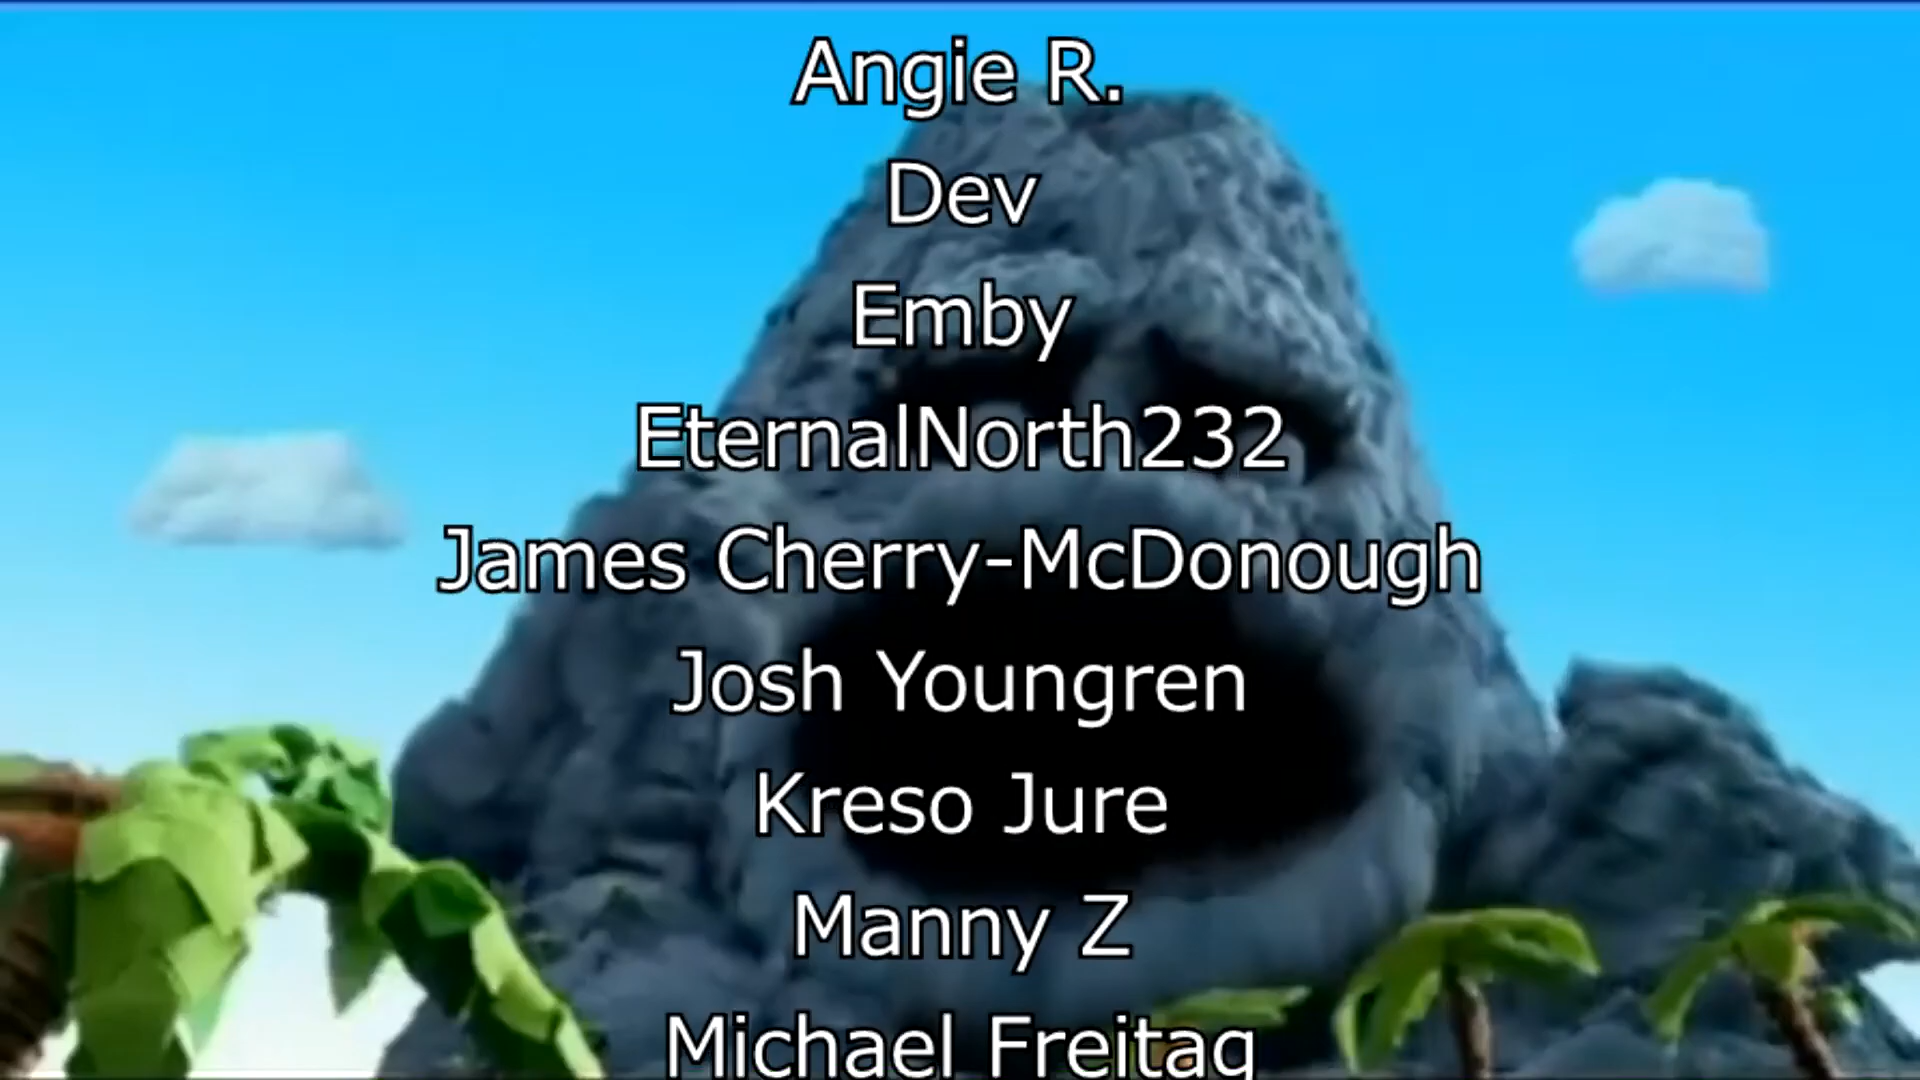 Angie R.
Dev
Emby
EternalNorth232
James Cherry-McDonough
Josh Youngren
Kreso Jure
Manny Z
Michael Freitag